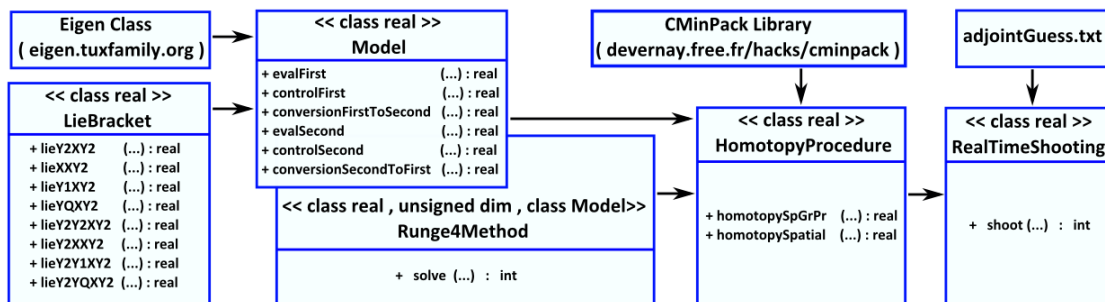 Eigen Class
( eigen.tuxfamily.org )
<< class real >>
LieBracket
+ lieY2XY2 (...) : real
+ lieXXY2 (...) : real
+ lieY1XY2 (...) : real
+ lieYQXY2 (...) : real
+ lieY2Y2XY2 (...) : real
+ lieY2XXY2 (...) : real
+ lieY2Y1XY2 (...) : real
+ lieY2YQXY2 (...) : real
<< class real >>
Model
+ evalFirst (...) : real
+ controlFirst (...) : real
+ conversionFirstToSecond (...) : real
+ evalSecond (...) : real
+ controlSecond (...) : real
+ conversionSecondToFirst (...) : real
<< class real , unsigned dim , class Model>>
Runge4Method
+ solve (...) : int
CMinPack Library
( devernay.free.fr/hacks/cminpack )
<< class real >>
HomotopyProcedure
+ homotopySpGrPr (...) : real
+ homotopySpatial (...) : real
adjointGuess.txt
<< class real >>
RealTimeShooting
+ shoot (...) : int